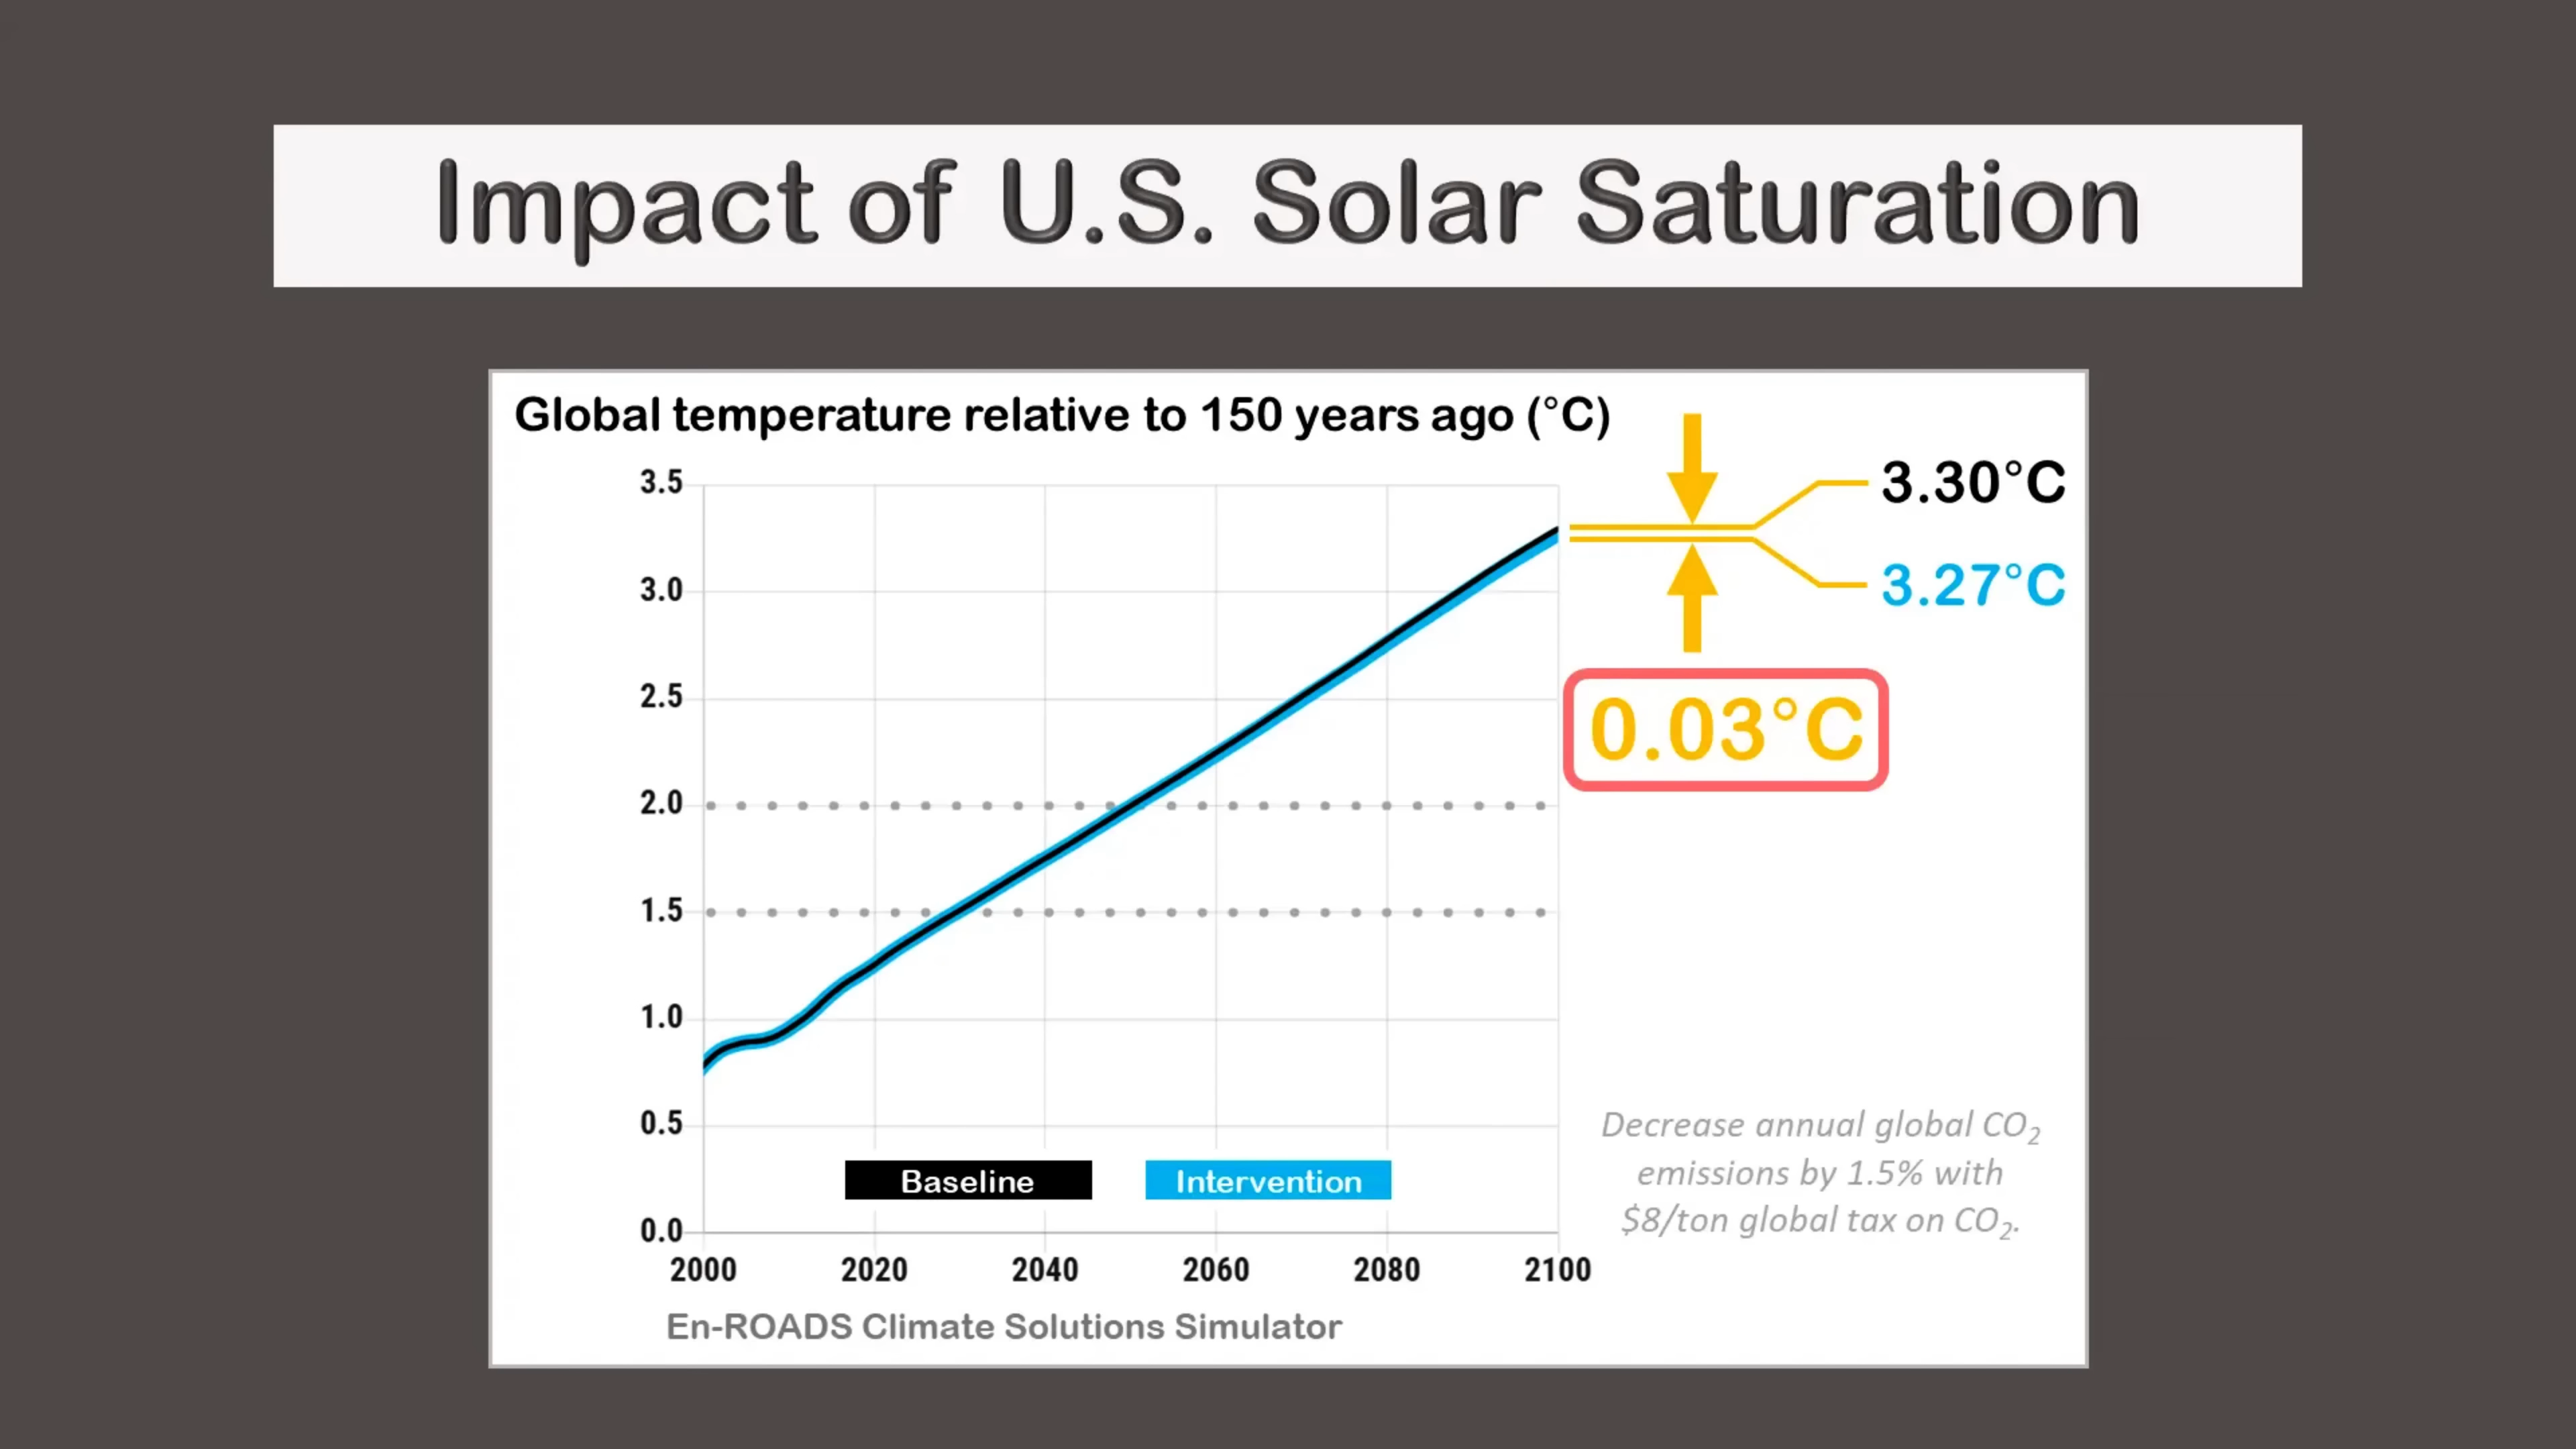 Impact of U.S. Solar Saturation
Global temperature relative to 150 years ago (°C)
3.5
3.0
2.5
2.0
1.5
1.0
0.5
0.0
2000 2020 2040 2060 2080 2100
Baseline Intervention
En-ROADS Climate Solutions Simulator
3.30°C
3.27°C
0.03°C
Decrease annual global CO₂
emissions by 1.5% with
$8/ton global tax on CO₂.